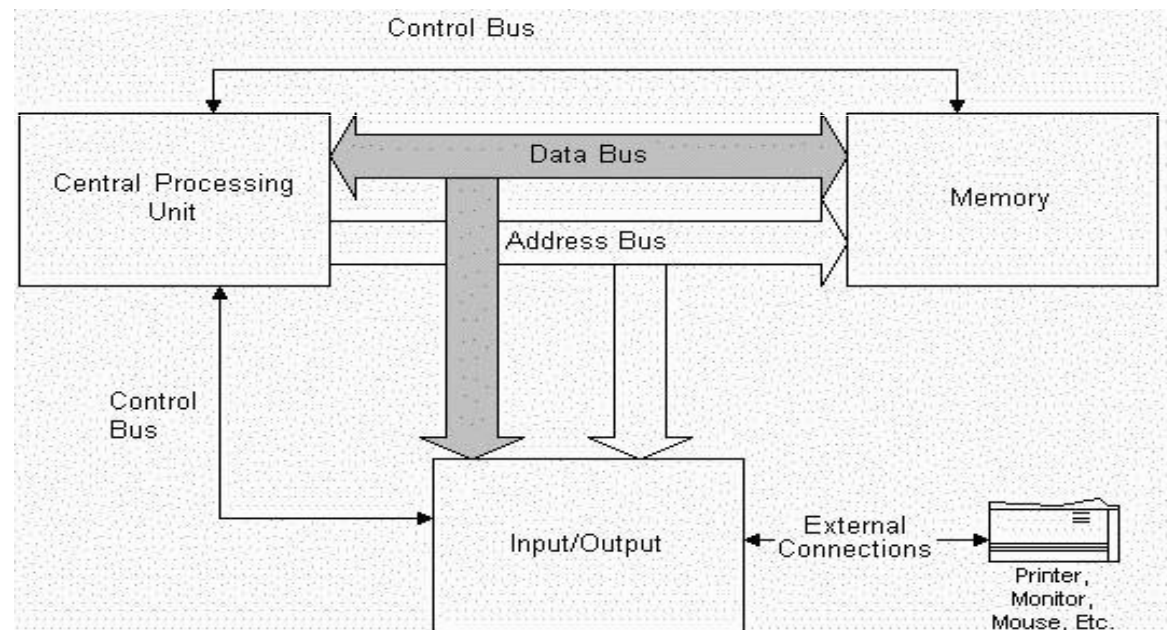 Control Bus
Data Bus
Central Processing
Unit
Memory
Address Bus
Control
Bus
Input/Output
External
Connections
Printer,
Monitor,
Mouse, Etc.